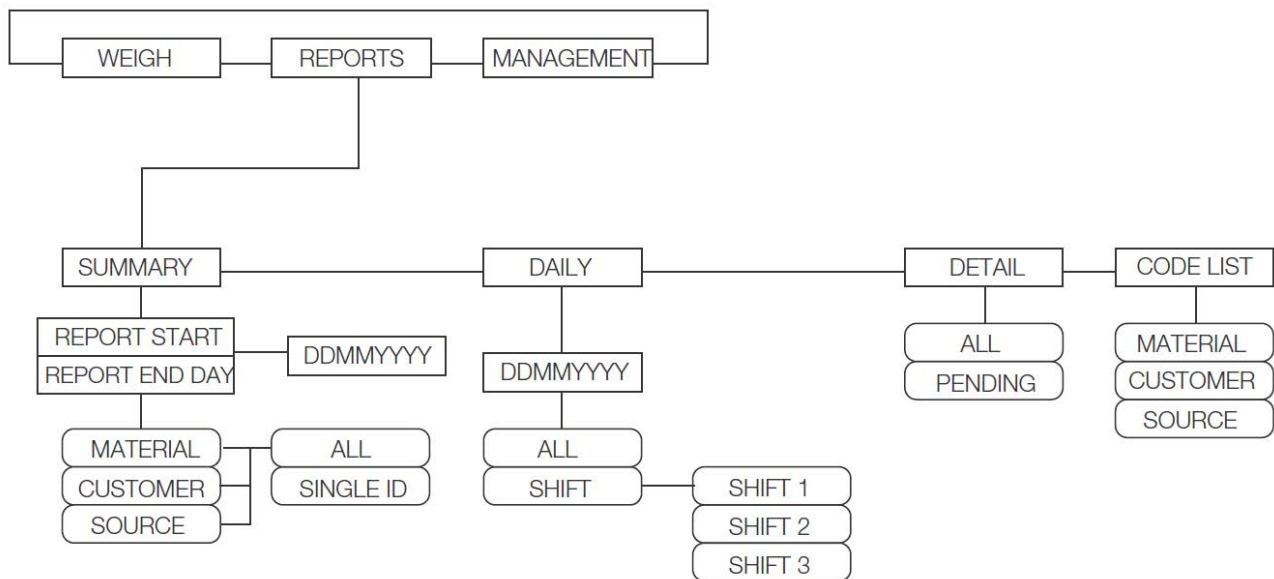 WEIGH
REPORTS
MANAGEMENT
SUMMARY
DAILY
DETAIL
CODE LIST
REPORT START
REPORT END DAY
DDMMYYYY
DDMMYYYY
ALL
PENDING
MATERIAL
CUSTOMER
SOURCE
MATERIAL
CUSTOMER
SOURCE
ALL
SINGLE ID
ALL
SHIFT
SHIFT 1
SHIFT 2
SHIFT 3